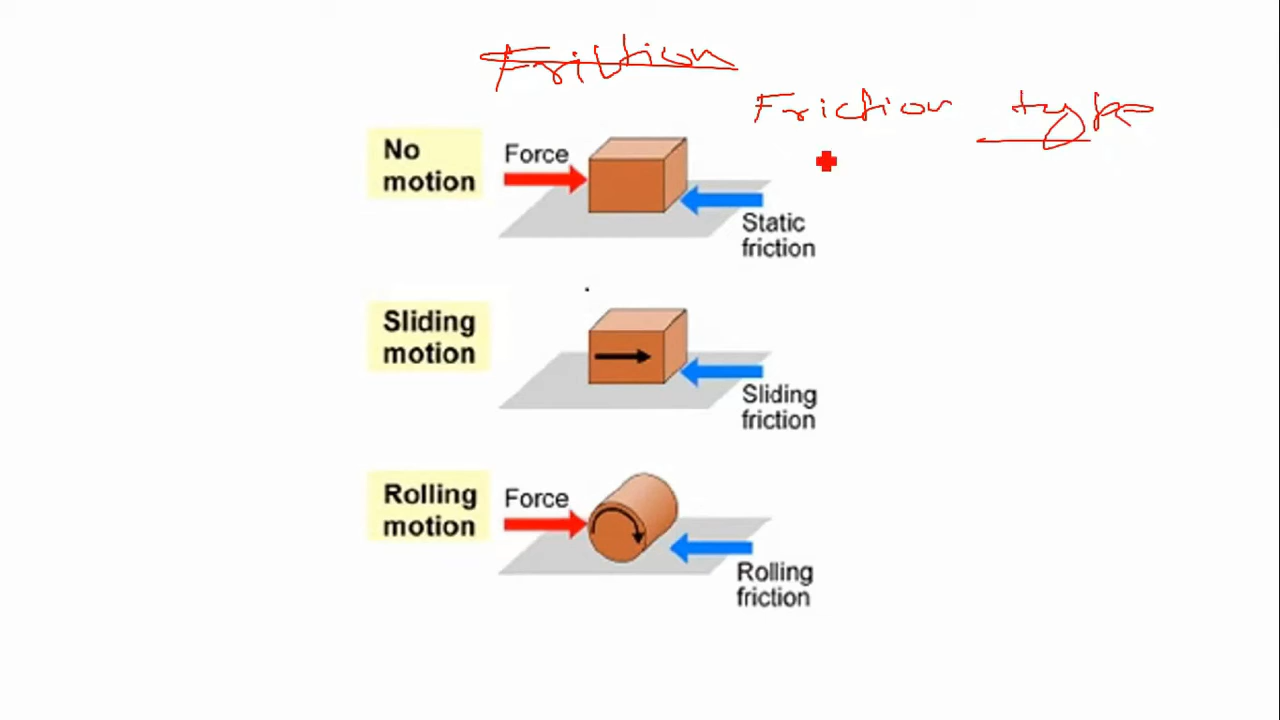 Friction
Friction type
No
motion
Force
Static
friction
Sliding
motion
Sliding
friction
Rolling
motion
Force
Rolling
friction